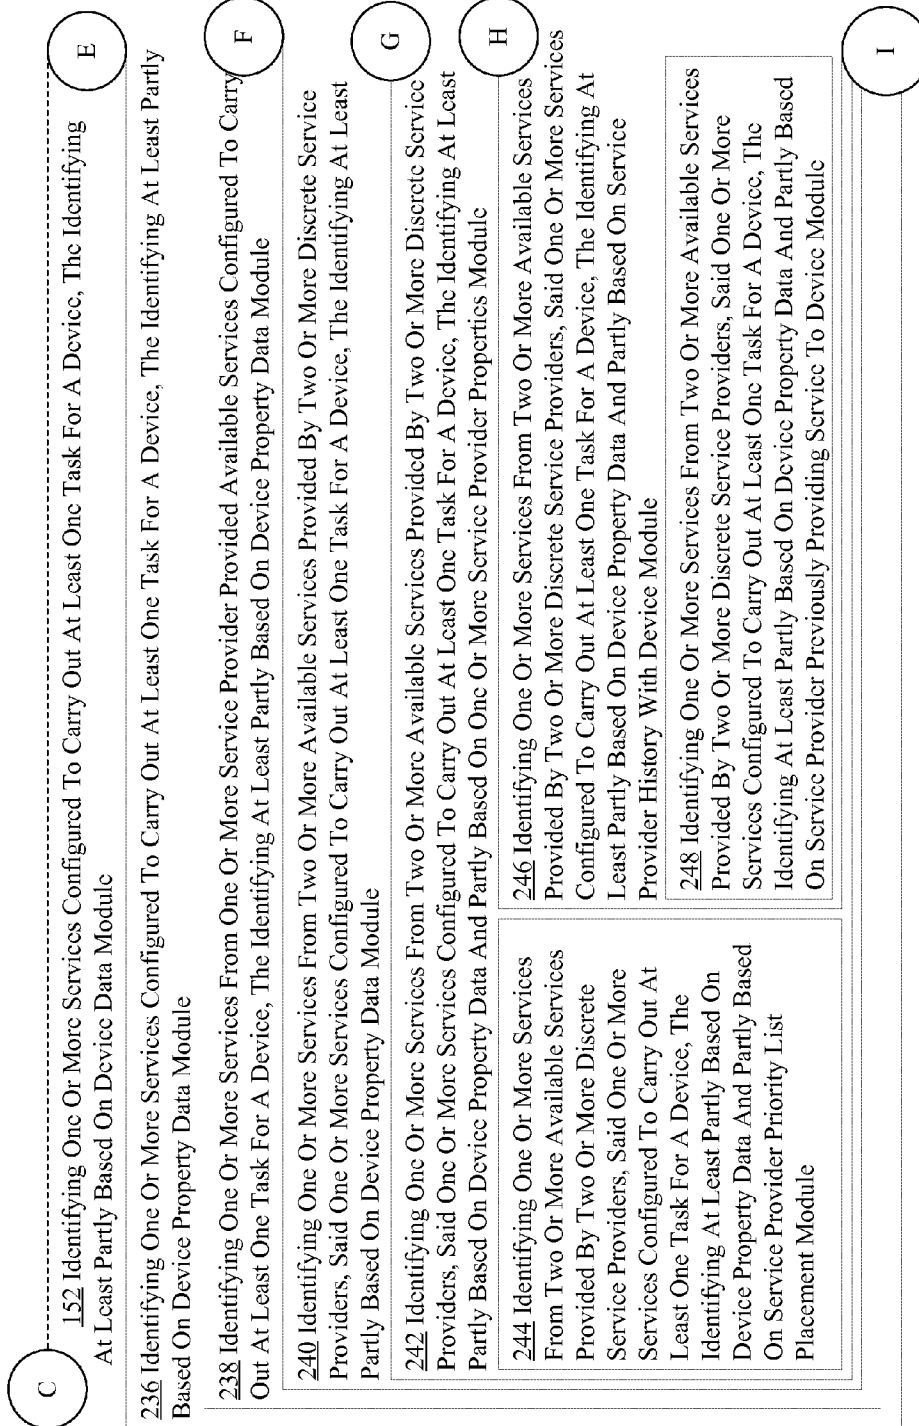 C
E
152 Identifying One Or More Services Configured To Carry Out At Least One Task For A Device, The Identifying
At Least Partly Based On Device Data Module
236 Identifying One Or More Services Configured To Carry Out At Least One Task For A Device, The Identifying At Least Partly
Based On Device Property Data Module
F
238 Identifying One Or More Services From One Or More Service Provider Provided Available Services Configured To Carry
Out At Least One Task For A Device, The Identifying At Least Partly Based On Device Property Data Module
240 Identifying One Or More Services From Two Or More Available Services Provided By Two Or More Discrete Service
Providers, Said One Or More Services Configured To Carry Out At Least One Task For A Device, The Identifying At Least
Partly Based On Device Property Data Module
G
242 Identifying One Or More Services From Two Or More Available Services Provided By Two Or More Discrete Service
Providers, Said One Or More Services Configured To Carry Out At Least One Task For A Device, The Identifying At Least
Partly Based On Device Property Data And Partly Based On One Or More Service Provider Properties Module
H
244 Identifying One Or More Services
From Two Or More Available Services
Provided By Two Or More Discrete
Service Providers, Said One Or More
Services Configured To Carry Out At
Least One Task For A Device, The
Identifying At Least Partly Based On
Device Property Data And Partly Based
On Service Provider Priority List
Placement Module
246 Identifying One Or More Services From Two Or More Available Services
Provided By Two Or More Discrete Service Providers, Said One Or More Services
Configured To Carry Out At Least One Task For A Device, The Identifying At
Least Partly Based On Device Property Data And Partly Based On Service
Provider History With Device Module
248 Identifying One Or More Services From Two Or More Available Services
Provided By Two Or More Discrete Service Providers, Said One Or More
Services Configured To Carry Out At Least One Task For A Device, The
Identifying At Least Partly Based On Device Property Data And Partly Based
On Service Provider Previously Providing Service To Device Module
I